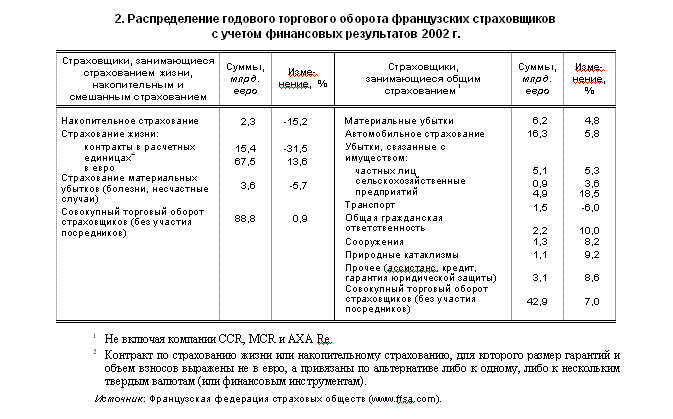 2. Распределение годового торгового оборота французских страховщиков
с учетом финансовых результатов 2002 г.
Страховщики, занимающиеся
страхованием жизни,
накопительным и
смешанным страхованием
Суммы,
млрд.
евро
Изме-
нение, %
Страховщики,
занимающиеся общим
страхованием1
Суммы,
млрд.
евро
Изме-
нение,
%
Накопительное страхование 2,3 -15,2
Страхование жизни:
контракты в расчетных
единицах2 15,4 -31,5
в евро 67,5 13,6
Страхование материальных
убытков (болезни, несчастные
случаи) 3,6 -5,7
Совокупный торговый оборот
страховщиков (без участия
посредников) 88,8 0,9
Материальные убытки 6,2 4,8
Автомобильное страхование 16,3 5,8
Убытки, связанные с
имуществом:
частных лиц 5,1 5,3
сельскохозяйственные 0,9 3,6
предприятий 4,9 18,5
Транспорт 1,5 -6,0
Общая гражданская
ответственность 2,2 10,0
Сооружения 1,3 8,2
Природные катаклизмы 1,1 9,2
Прочее (ассистанс, кредит,
гарантия юридической защиты) 3,1 8,6
Совокупный торговый оборот
страховщиков (без участия
посредников) 42,9 7,0
1 Не включая компании CCR, MCR и AXA Re.
2 Контракт по страхованию жизни или накопительному страхованию, для которого размер гарантий и
объем взносов выражены не в евро, а привязаны по альтернативе либо к одному, либо к нескольким
твердым валютам (или финансовым инструментам).
Источник: Французская федерация страховых обществ (www.ffsa.com).